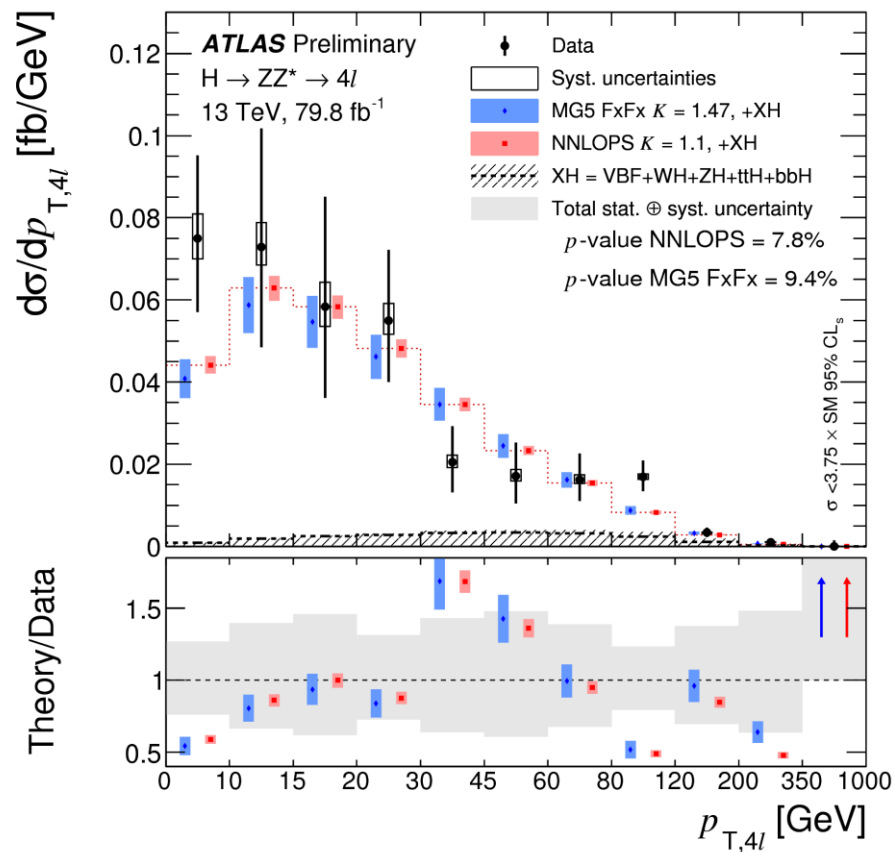 dσ/dp_T,4l [fb/GeV]
0.12
0.1
0.08
0.06
0.04
0.02
0
ATLAS Preliminary
H → ZZ* → 4l
13 TeV, 79.8 fb⁻¹
Data
Syst. uncertainties
MG5 FxFx K = 1.47, +XH
NNLOPS K = 1.1, +XH
XH = VBF+WH+ZH+ttH+bbH
Total stat. ⊕ syst. uncertainty
p-value NNLOPS = 7.8%
p-value MG5 FxFx = 9.4%
σ <3.75 × SM 95% CL_s
Theory/Data
1.5
1
0.5
0 10 15 20 30 45 60 80 120 200 350 1000
p_T,4l [GeV]